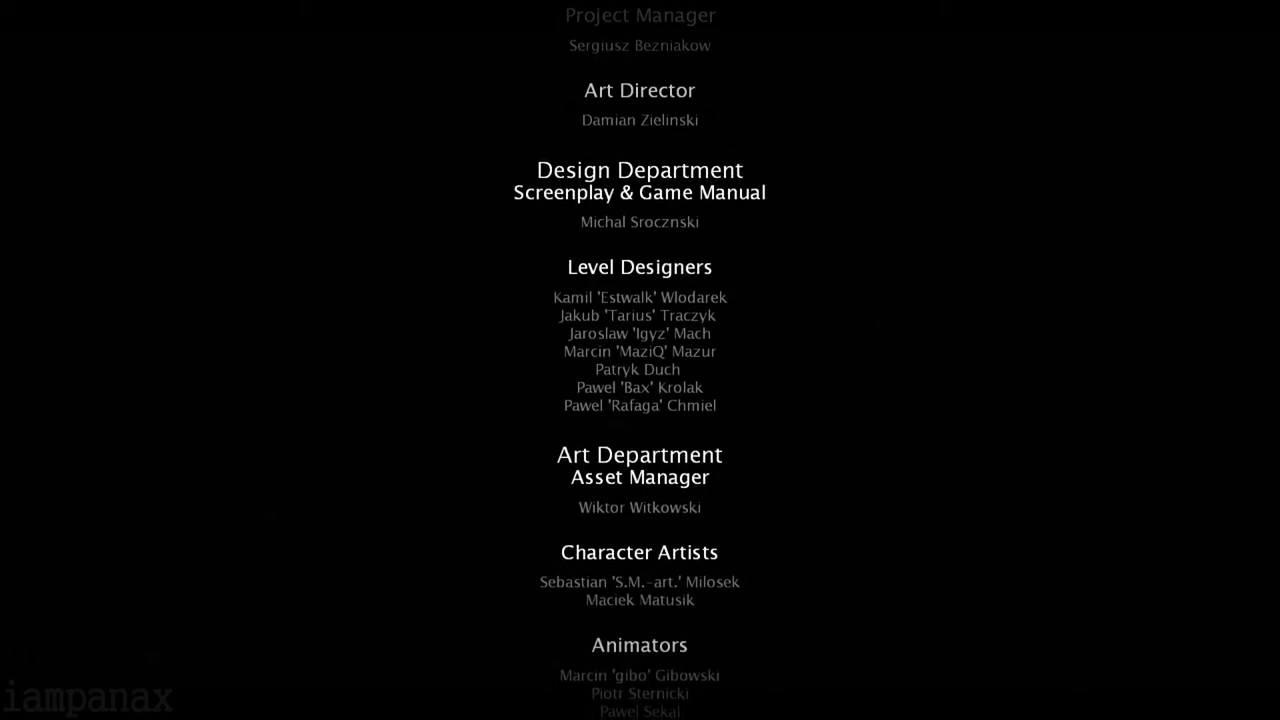 Project Manager
Sergiusz Bezniakow
Art Director
Damian Zielinski
Design Department
Screenplay & Game Manual
Michal Srocznski
Level Designers
Kamil 'Estwalk' Wlodarek
Jakub 'Tarius' Traczyk
Jaroslaw 'Igyz' Mach
Marcin 'MaziQ' Mazur
Patryk Duch
Pawel 'Bax' Krolak
Pawel 'Rafaga' Chmiel
Art Department
Asset Manager
Wiktor Witkowski
Character Artists
Sebastian 'S.M.-art.' Milosek
Maciek Matusik
Animators
Marcin 'gibo' Gibowski
Piotr Sternicki
Pawel Sekal
iampanax